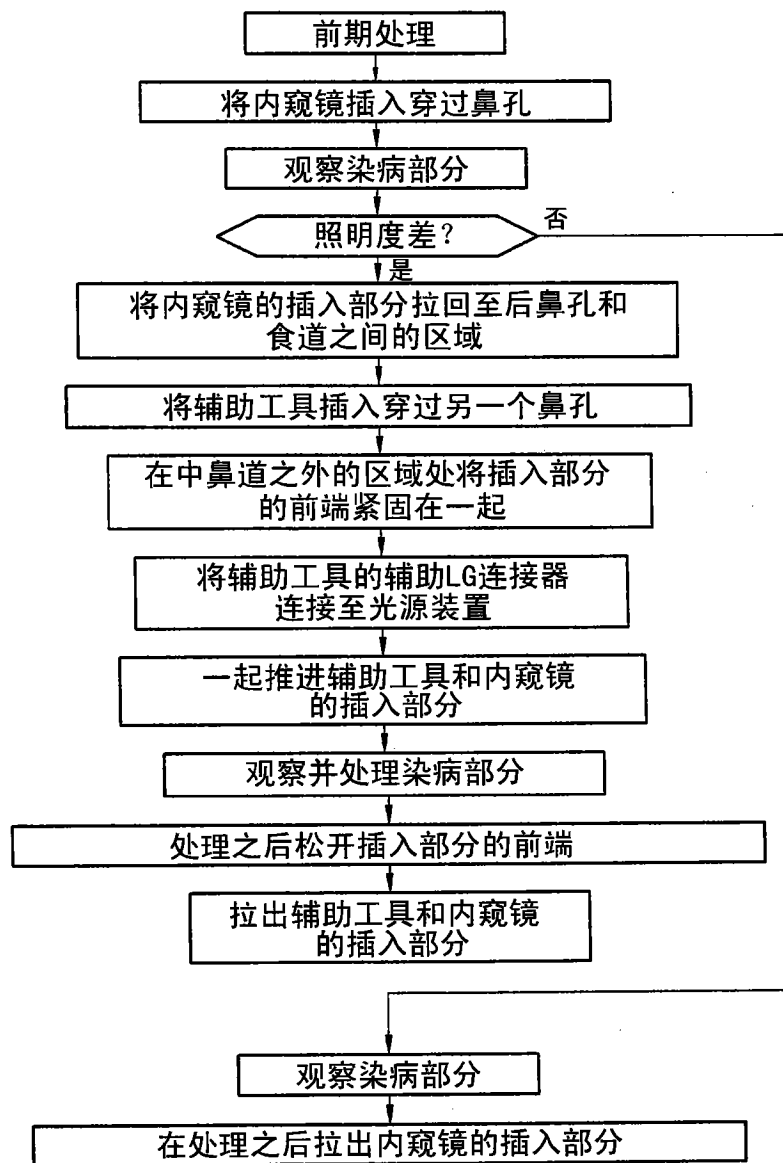 前期处理
将内窥镜插入穿过鼻孔
观察染病部分
照明度差?
否
是
将内窥镜的插入部分拉回至后鼻孔和
食道之间的区域
将辅助工具插入穿过另一个鼻孔
在中鼻道之外的区域处将插入部分
的前端紧固在一起
将辅助工具的辅助LG连接器
连接至光源装置
一起推进辅助工具和内窥镜
的插入部分
观察并处理染病部分
处理之后松开插入部分的前端
拉出辅助工具和内窥镜
的插入部分
观察染病部分
在处理之后拉出内窥镜的插入部分